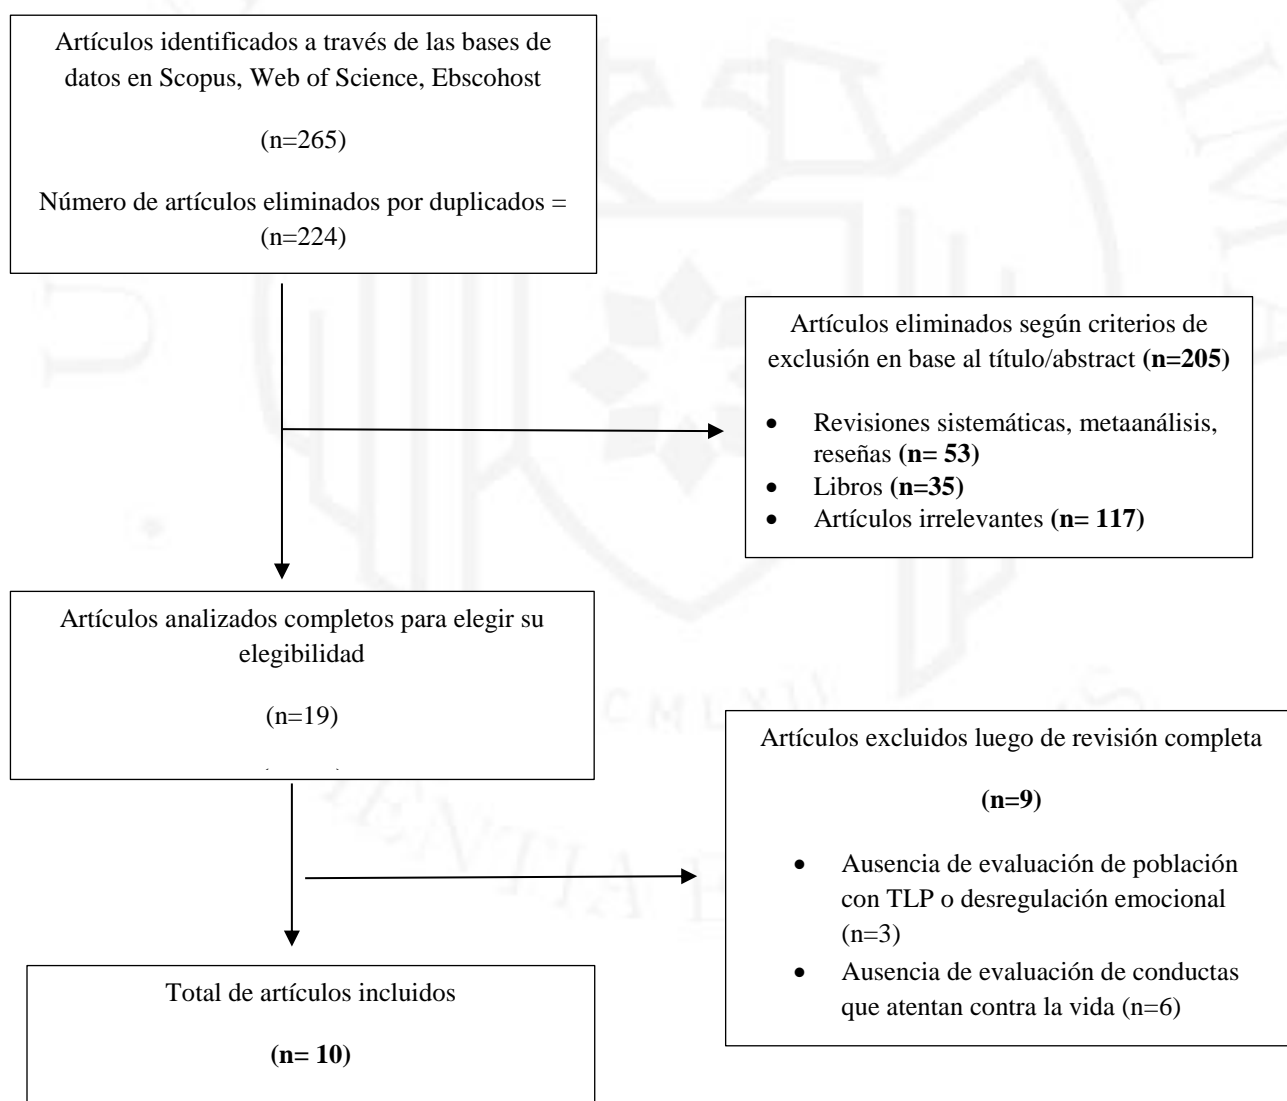 Artículos identificados a través de las bases de
datos en Scopus, Web of Science, Ebscohost
(n=265)
Número de artículos eliminados por duplicados =
(n=224)
Artículos eliminados según criterios de
exclusión en base al título/abstract (n=205)
• Revisiones sistemáticas, metaanálisis,
reseñas (n= 53)
• Libros (n=35)
• Artículos irrelevantes (n= 117)
Artículos analizados completos para elegir su
elegibilidad
(n=19)
Artículos excluidos luego de revisión completa
(n=9)
• Ausencia de evaluación de población
con TLP o desregulación emocional
(n=3)
• Ausencia de evaluación de conductas
que atentan contra la vida (n=6)
Total de artículos incluidos
(n= 10)